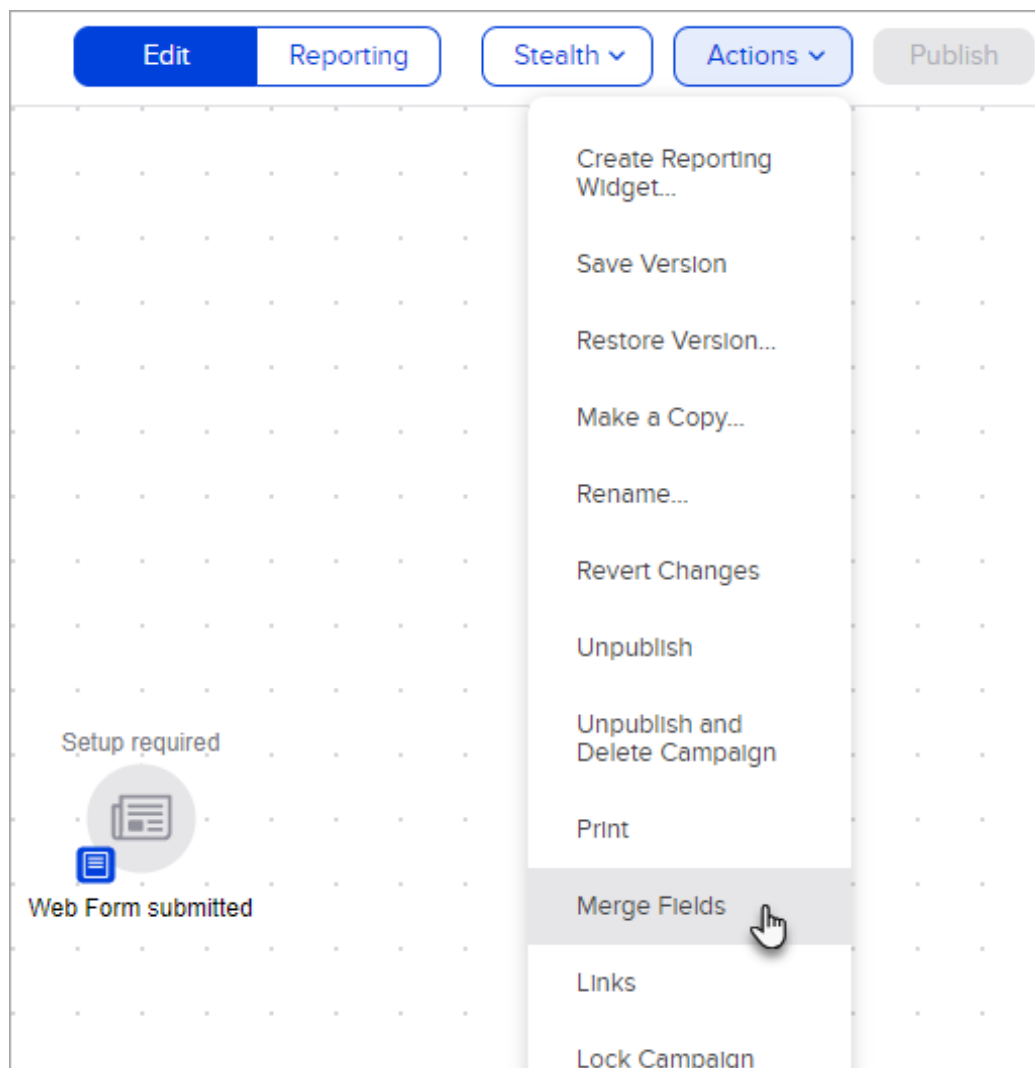 Edit
Reporting
Stealth
Actions
Publish
Create Reporting
Widget...
Save Version
Restore Version...
Make a Copy...
Rename...
Revert Changes
Unpublish
Unpublish and
Delete Campaign
Print
Merge Fields
Links
Lock Campaign
Setup required
Web Form submitted